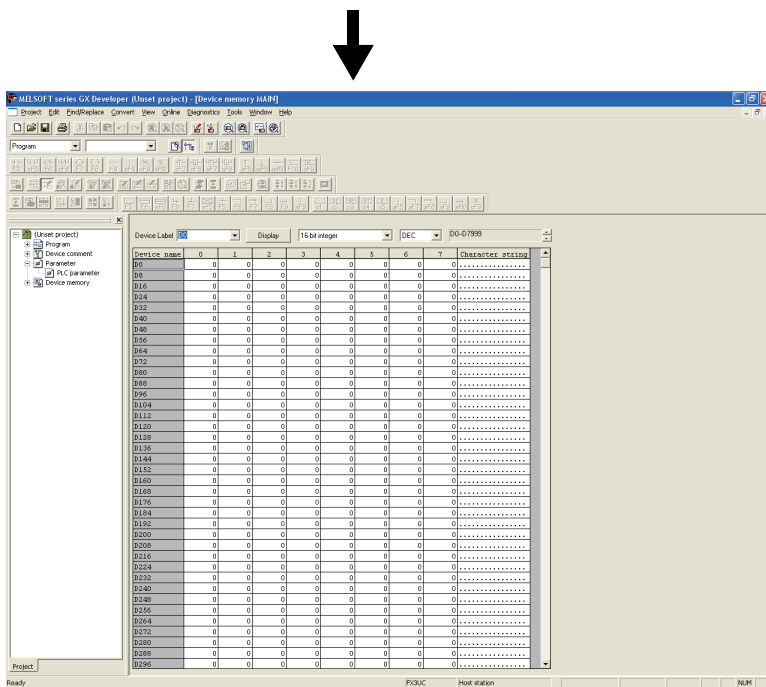 MELSOFT series GX Developer (Unset project) - [Device memory MAIN]
Project Edit Find/Replace Convert View Online Diagnostics Tools Window Help
Program
(Unset project)
Program
Device comment
Parameter
PLC parameter
Device memory
Project
Device Label D0 Display 16-bit integer DEC D0-D7999
Device name 0 1 2 3 4 5 6 7 Character string
D0 0 0 0 0 0 0 0 0 ................
D8 0 0 0 0 0 0 0 0 ................
D16 0 0 0 0 0 0 0 0 ................
D24 0 0 0 0 0 0 0 0 ................
D32 0 0 0 0 0 0 0 0 ................
D40 0 0 0 0 0 0 0 0 ................
D48 0 0 0 0 0 0 0 0 ................
D56 0 0 0 0 0 0 0 0 ................
D64 0 0 0 0 0 0 0 0 ................
D72 0 0 0 0 0 0 0 0 ................
D80 0 0 0 0 0 0 0 0 ................
D88 0 0 0 0 0 0 0 0 ................
D96 0 0 0 0 0 0 0 0 ................
D104 0 0 0 0 0 0 0 0 ................
D112 0 0 0 0 0 0 0 0 ................
D120 0 0 0 0 0 0 0 0 ................
D128 0 0 0 0 0 0 0 0 ................
D136 0 0 0 0 0 0 0 0 ................
D144 0 0 0 0 0 0 0 0 ................
D152 0 0 0 0 0 0 0 0 ................
D160 0 0 0 0 0 0 0 0 ................
D168 0 0 0 0 0 0 0 0 ................
D176 0 0 0 0 0 0 0 0 ................
D184 0 0 0 0 0 0 0 0 ................
D192 0 0 0 0 0 0 0 0 ................
D200 0 0 0 0 0 0 0 0 ................
D208 0 0 0 0 0 0 0 0 ................
D216 0 0 0 0 0 0 0 0 ................
D224 0 0 0 0 0 0 0 0 ................
D232 0 0 0 0 0 0 0 0 ................
D240 0 0 0 0 0 0 0 0 ................
D248 0 0 0 0 0 0 0 0 ................
D256 0 0 0 0 0 0 0 0 ................
D264 0 0 0 0 0 0 0 0 ................
D272 0 0 0 0 0 0 0 0 ................
D280 0 0 0 0 0 0 0 0 ................
D288 0 0 0 0 0 0 0 0 ................
D296 0 0 0 0 0 0 0 0 ................
Ready FX3UC Host station NUM